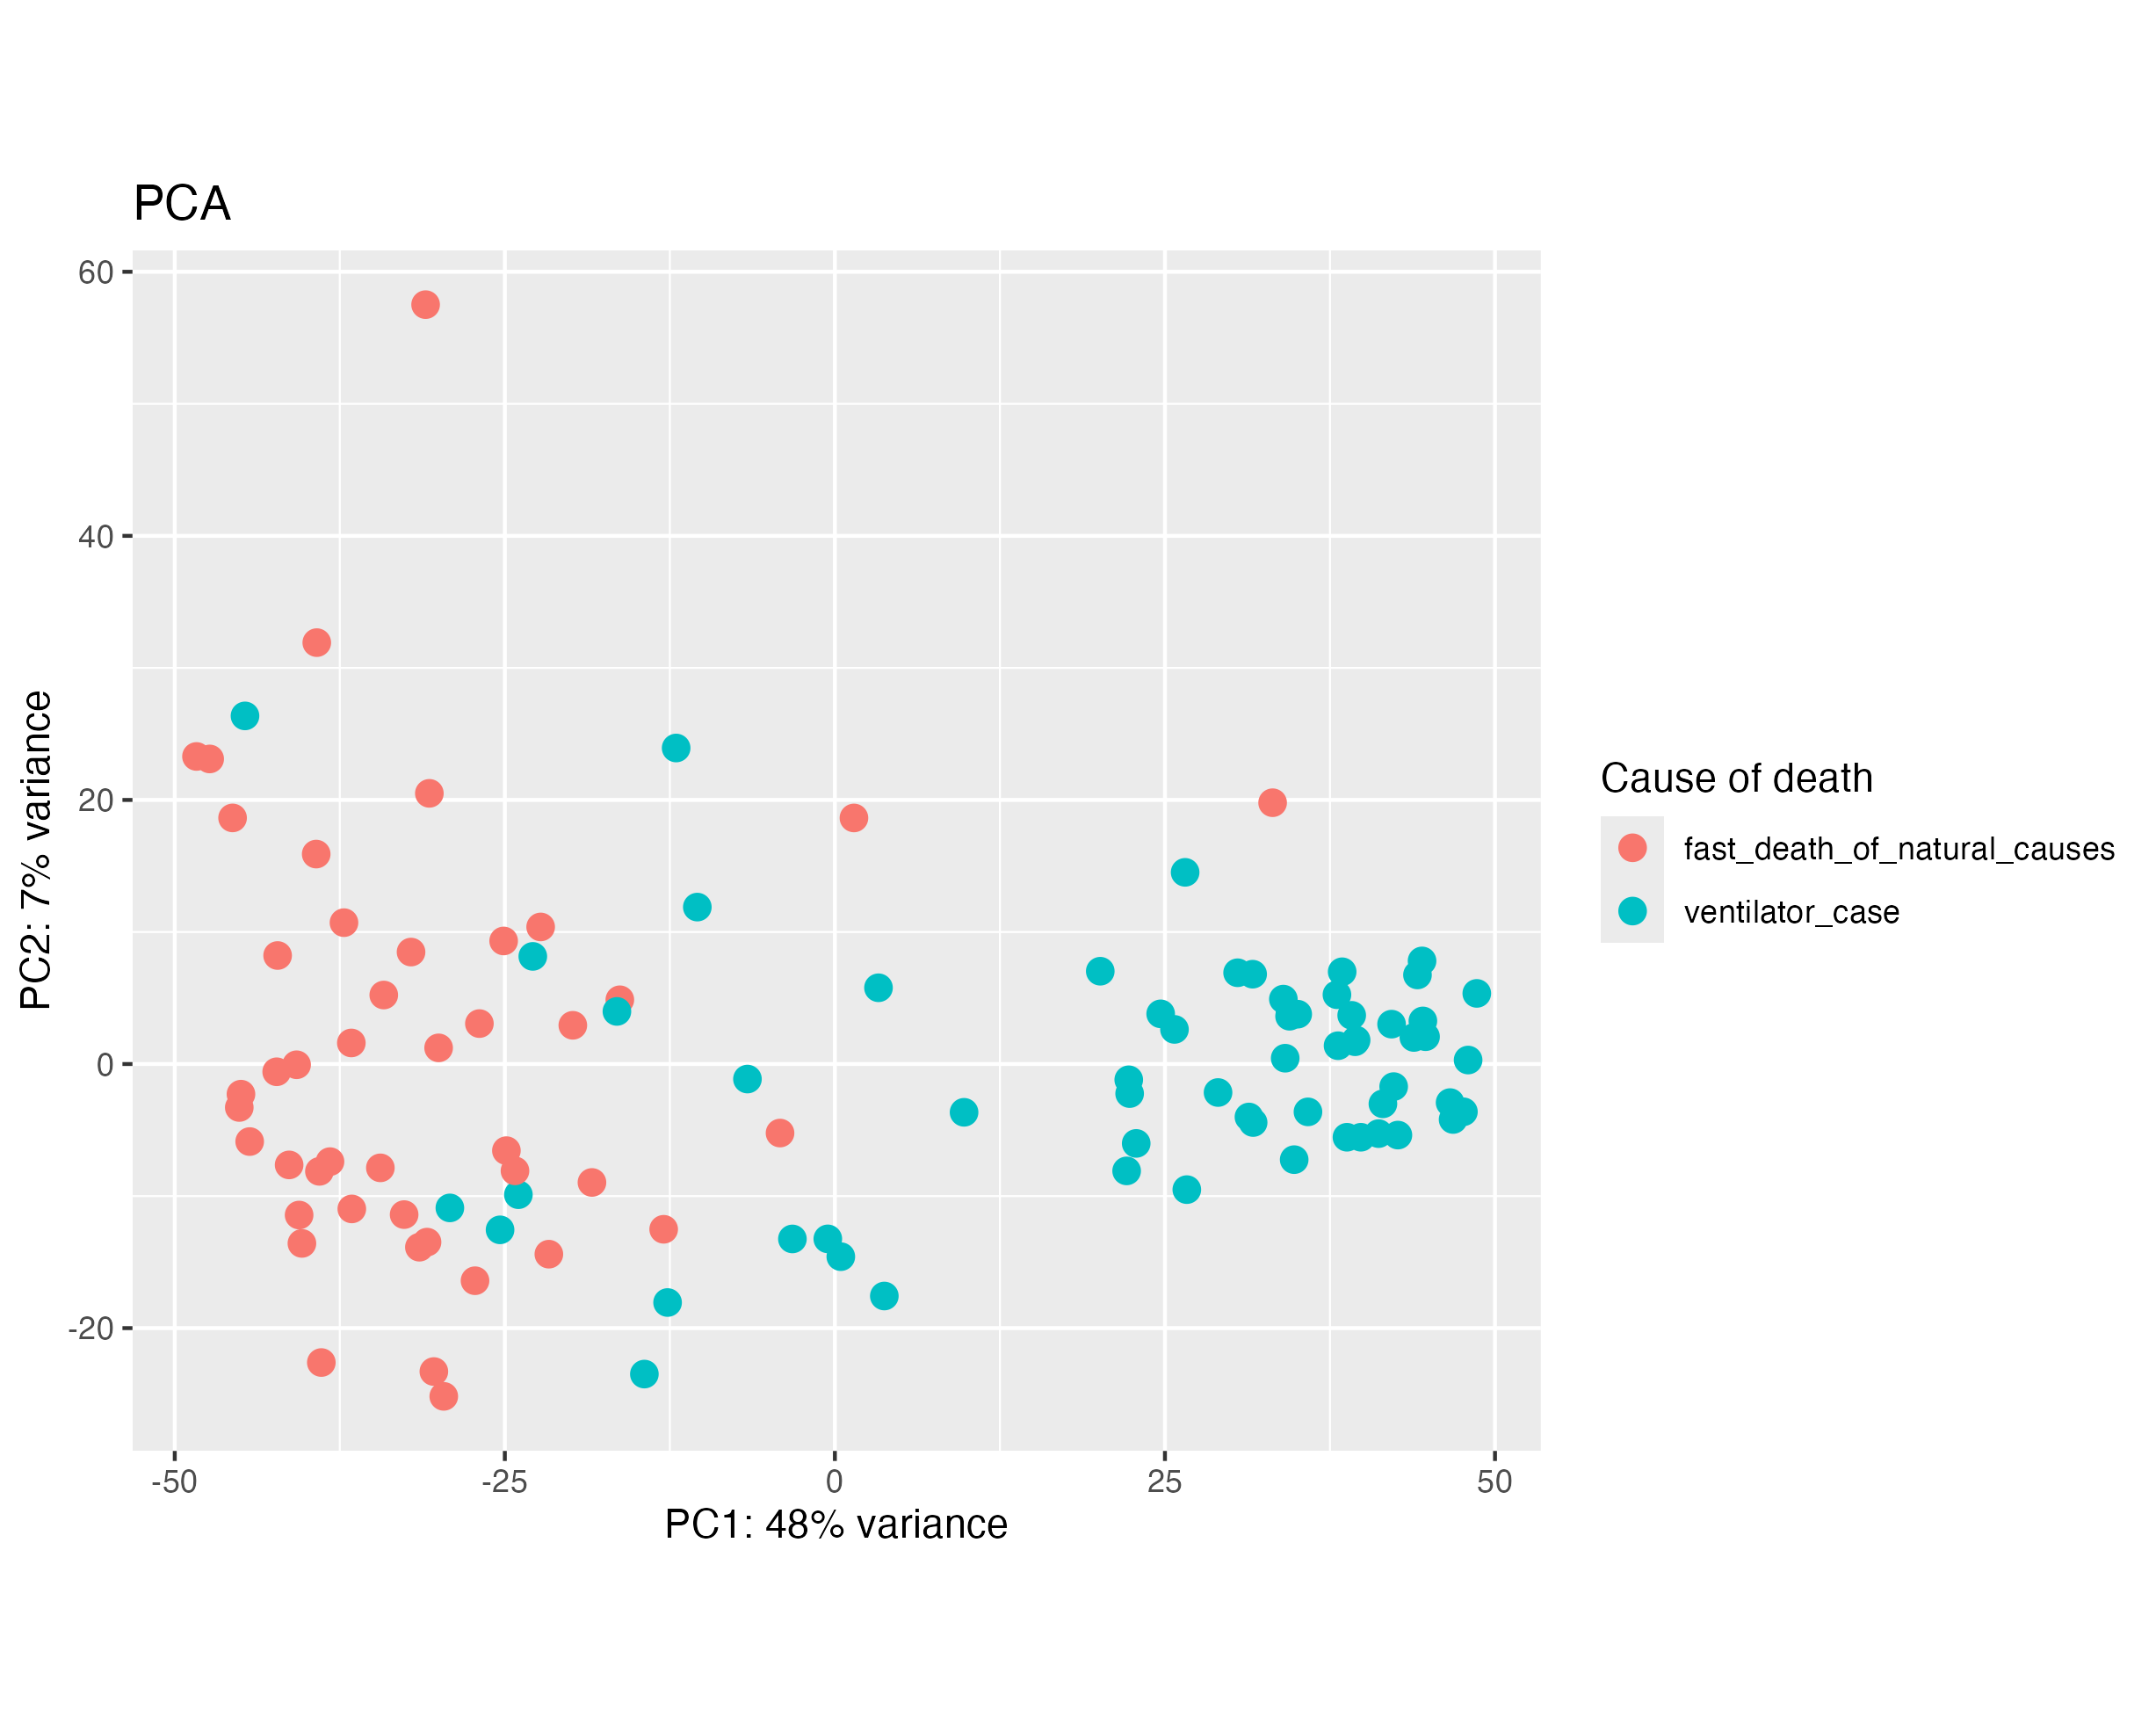 PCA
60
40
20
0
-20
PC2: 7% variance
-50
-25
0
25
50
PC1: 48% variance
Cause of death
fast_death_of_natural_causes
ventilator_case